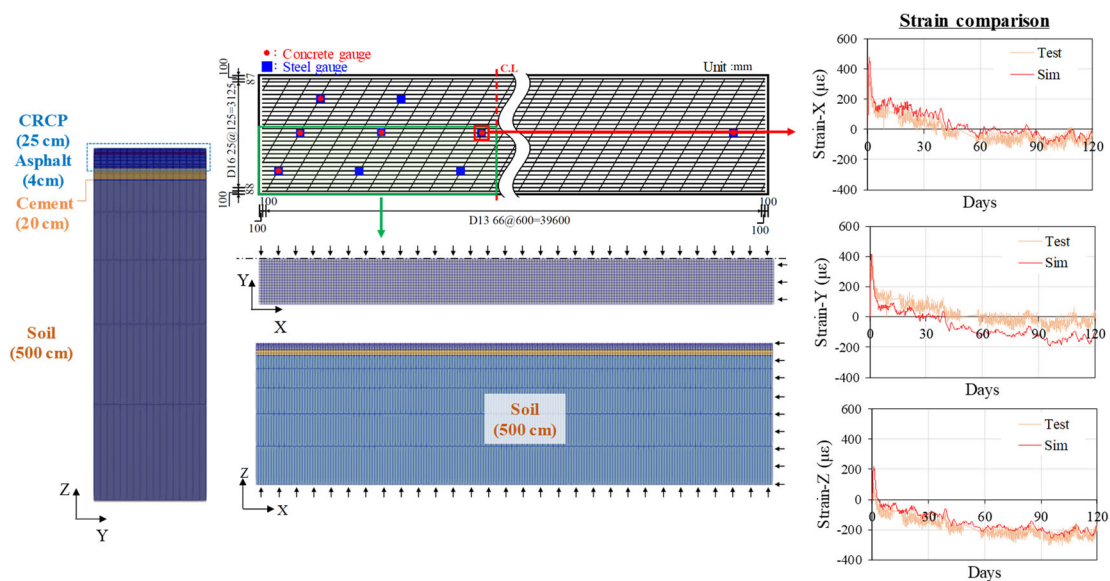 CRCP
(25 cm)
Asphalt
(4cm)
Cement
(20 cm)
Soil
(500 cm)
Z
Y
: Concrete gauge
: Steel gauge
C.L
Unit :mm
100
87
D16 25@125=3125
88
100
100
100
D13 66@600=39600
100
100
Y
X
Soil
(500 cm)
Z
X
Strain comparison
Strain-X (με)
600
400
200
0
-200
-400
0
30
60
90
120
Test
Sim
Days
Strain-Y (με)
600
400
200
0
-200
-400
0
30
60
90
120
Test
Sim
Days
Strain-Z (με)
600
400
200
0
-200
-400
0
30
60
90
120
Test
Sim
Days